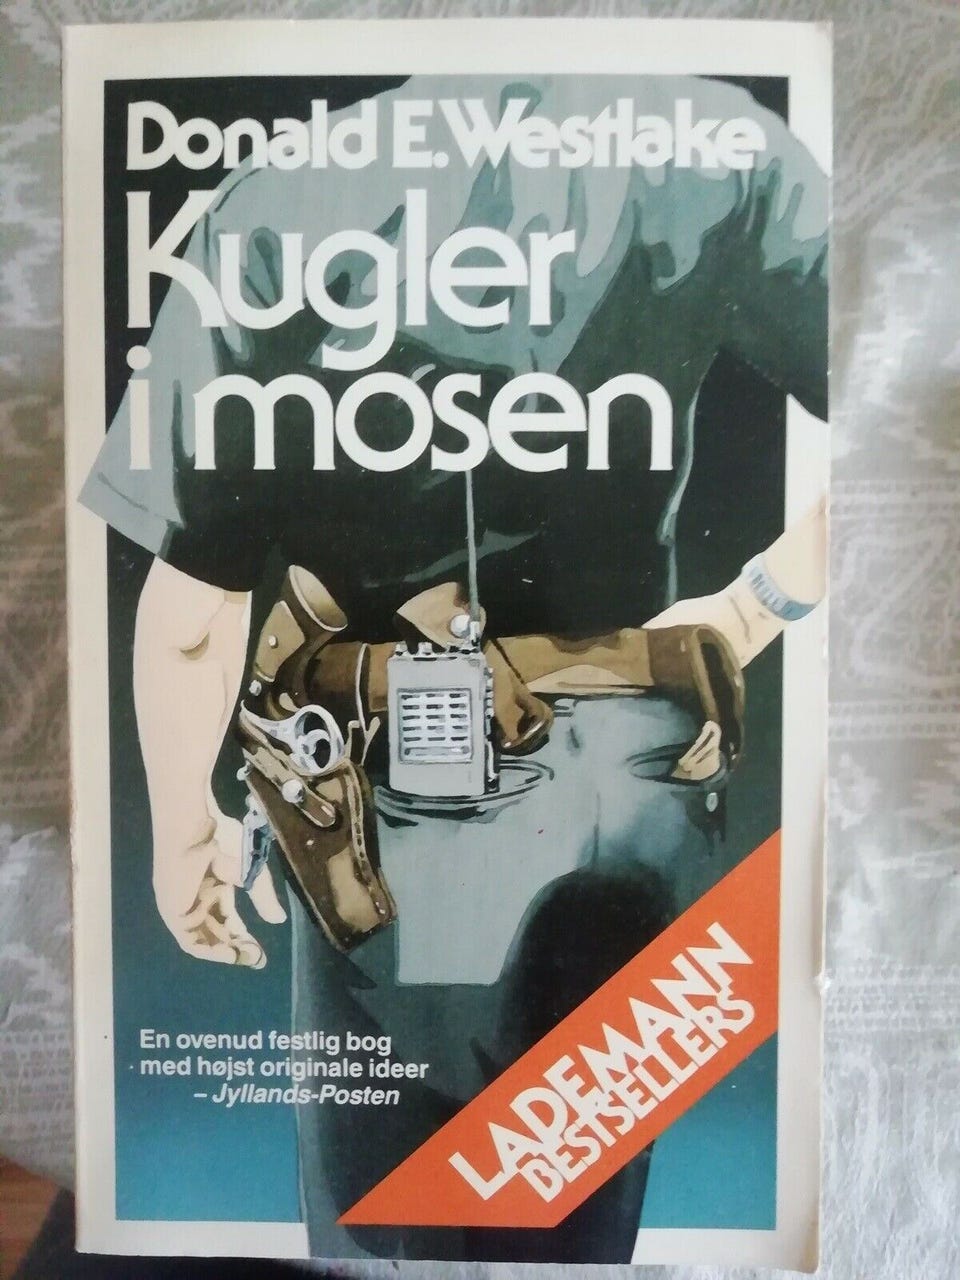 Donald E. Westlake
Kugler
i mosen
En ovenud festlig bog
med højst originale ideer
– Jyllands-Posten
LADEMANN
BESTSELLERS